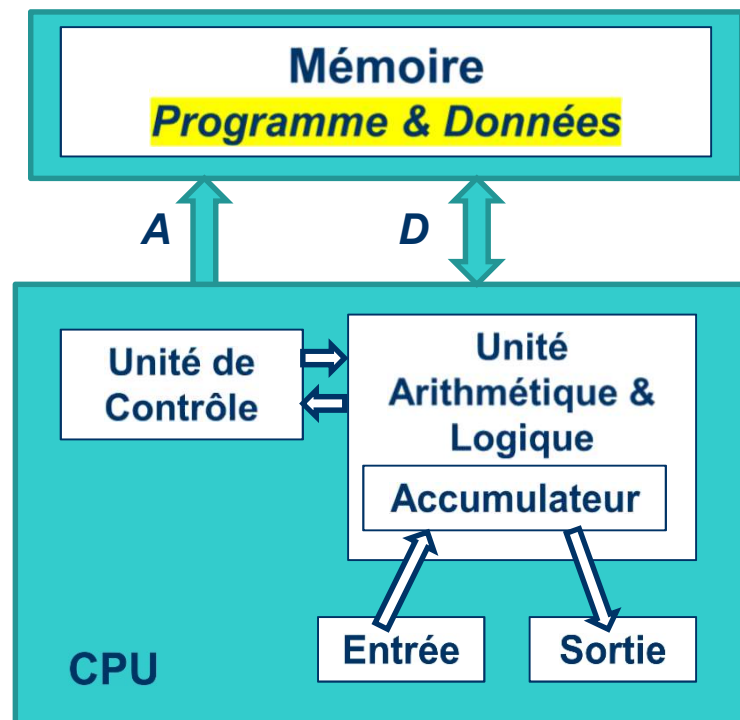 Mémoire
Programme & Données
A
D
Unité de
Contrôle
Unité
Arithmétique &
Logique
Accumulateur
Entrée
Sortie
CPU